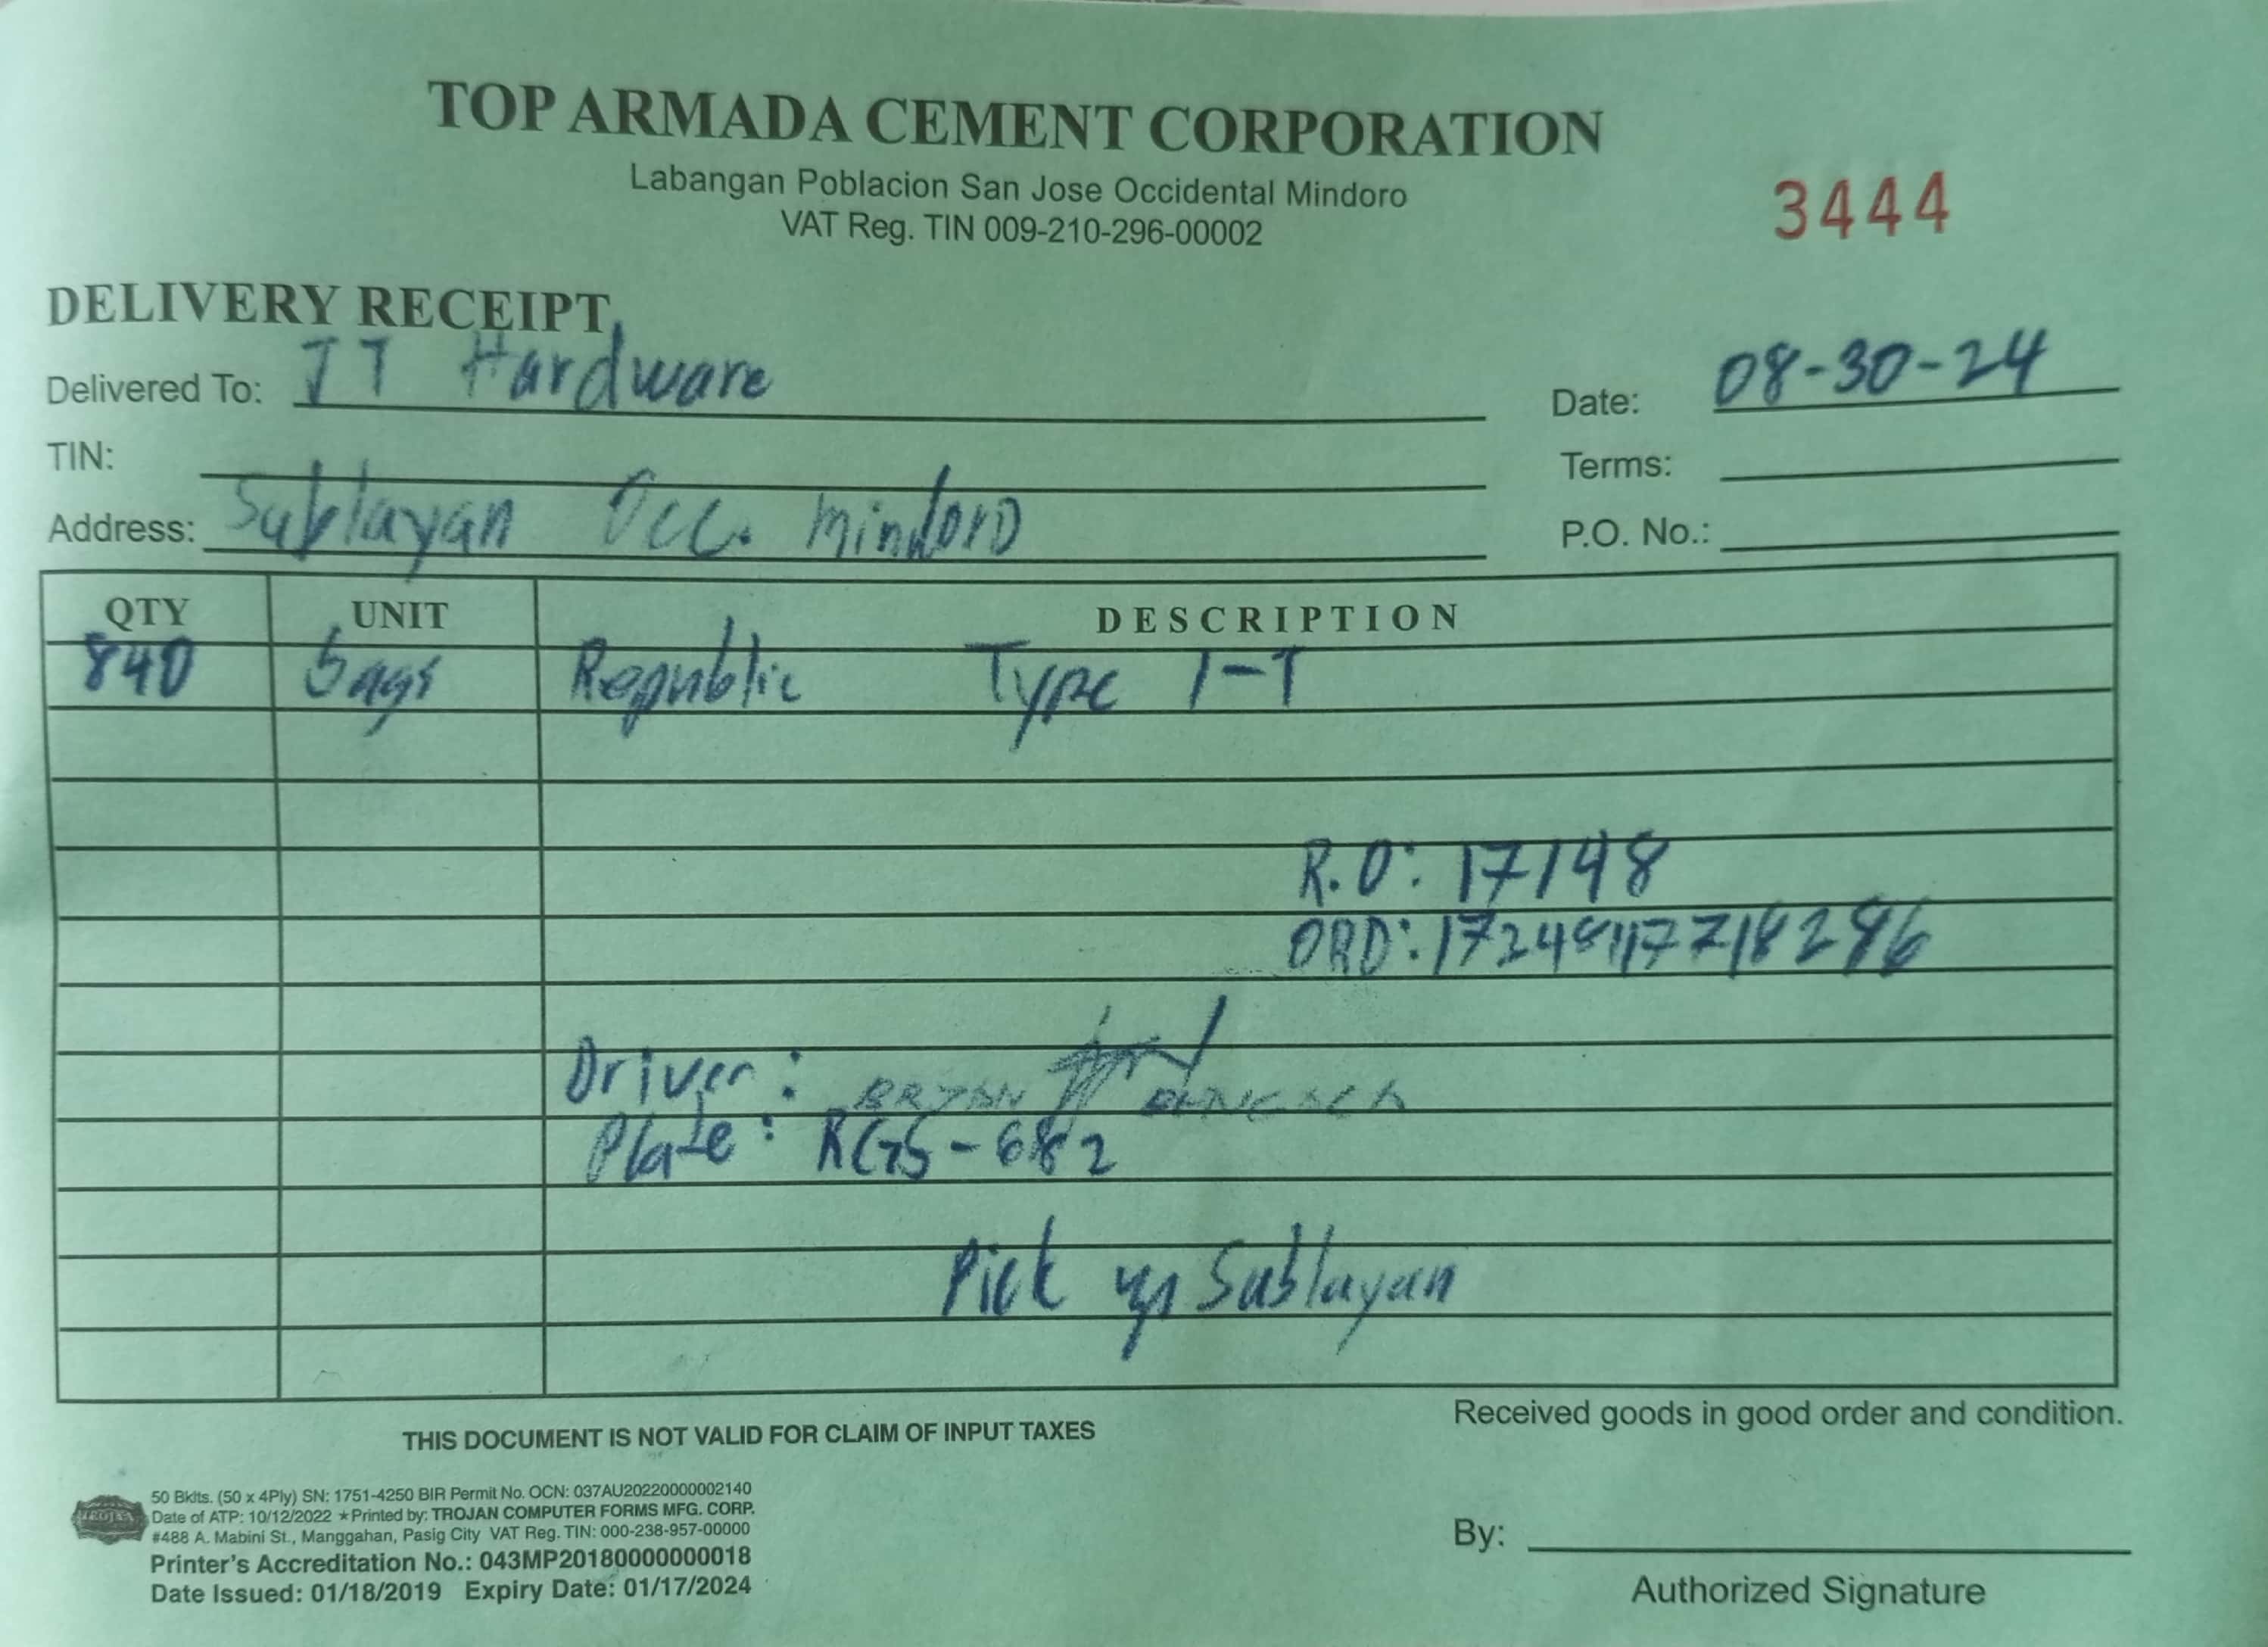 TOP ARMADA CEMENT CORPORATION
Labangan Poblacion San Jose Occidental Mindoro
VAT Reg. TIN 009-210-296-00002
3444
DELIVERY RECEIPT
Delivered To: JT Hardware
Date: 08-30-24
TIN:
Terms:
Address: Sablayan Occ. Mindoro
P.O. No.:
QTY UNIT DESCRIPTION
840 bags Republic Type 1-T
R.O: 17148
ORD:
Driver: BRYAN
Plate: RGS-682
Pick up Sablayan
THIS DOCUMENT IS NOT VALID FOR CLAIM OF INPUT TAXES
Received goods in good order and condition.
TROJAN
50 Bklts. (50 x 4Ply) SN: 1751-4250 BIR Permit No. OCN: 037AU20220000002140
Date of ATP: 10/12/2022 ★Printed by: TROJAN COMPUTER FORMS MFG. CORP.
#488 A. Mabini St., Manggahan, Pasig City VAT Reg. TIN: 000-238-957-00000
Printer's Accreditation No.: 043MP20180000000018
Date Issued: 01/18/2019 Expiry Date: 01/17/2024
By:
Authorized Signature